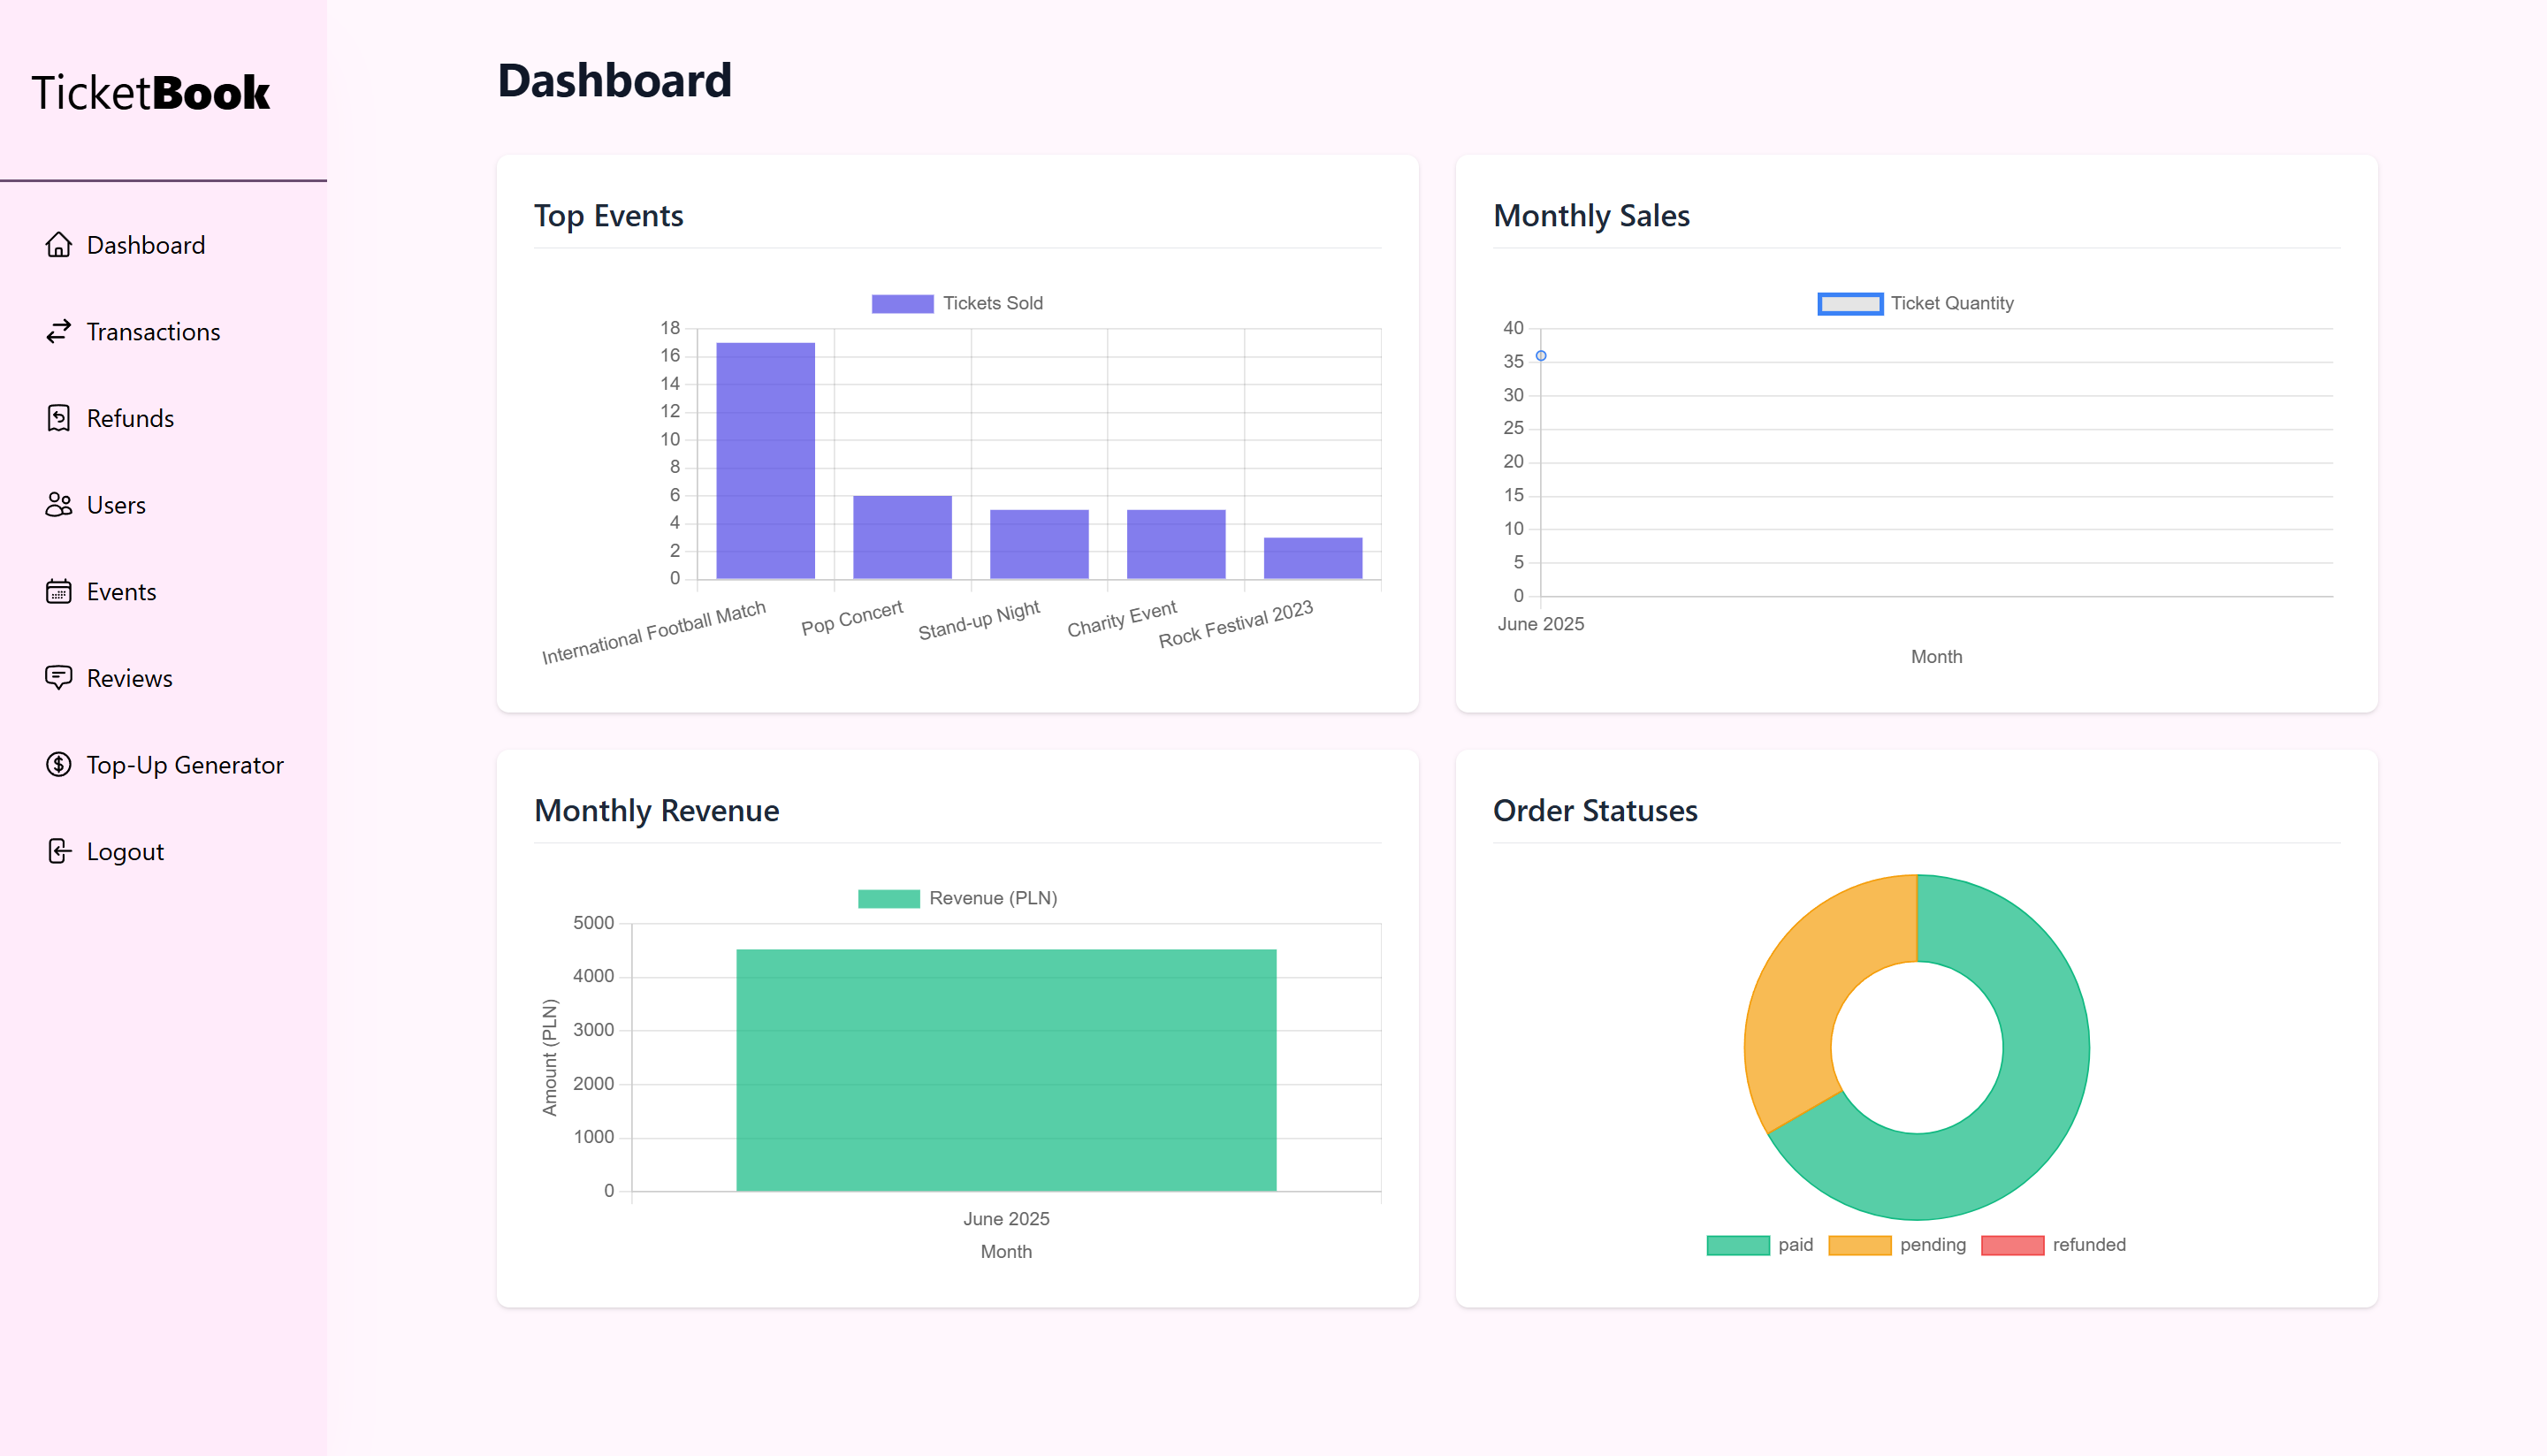 TicketBook
Dashboard
Transactions
Refunds
Users
Events
Reviews
Top-Up Generator
Logout
Dashboard
Top Events
Tickets Sold
18
16
14
12
10
8
6
4
2
0
International Football Match
Pop Concert
Stand-up Night
Charity Event
Rock Festival 2023
Monthly Sales
Ticket Quantity
40
35
30
25
20
15
10
5
0
June 2025
Month
Monthly Revenue
Revenue (PLN)
Amount (PLN)
5000
4000
3000
2000
1000
0
June 2025
Month
Order Statuses
paid pending refunded